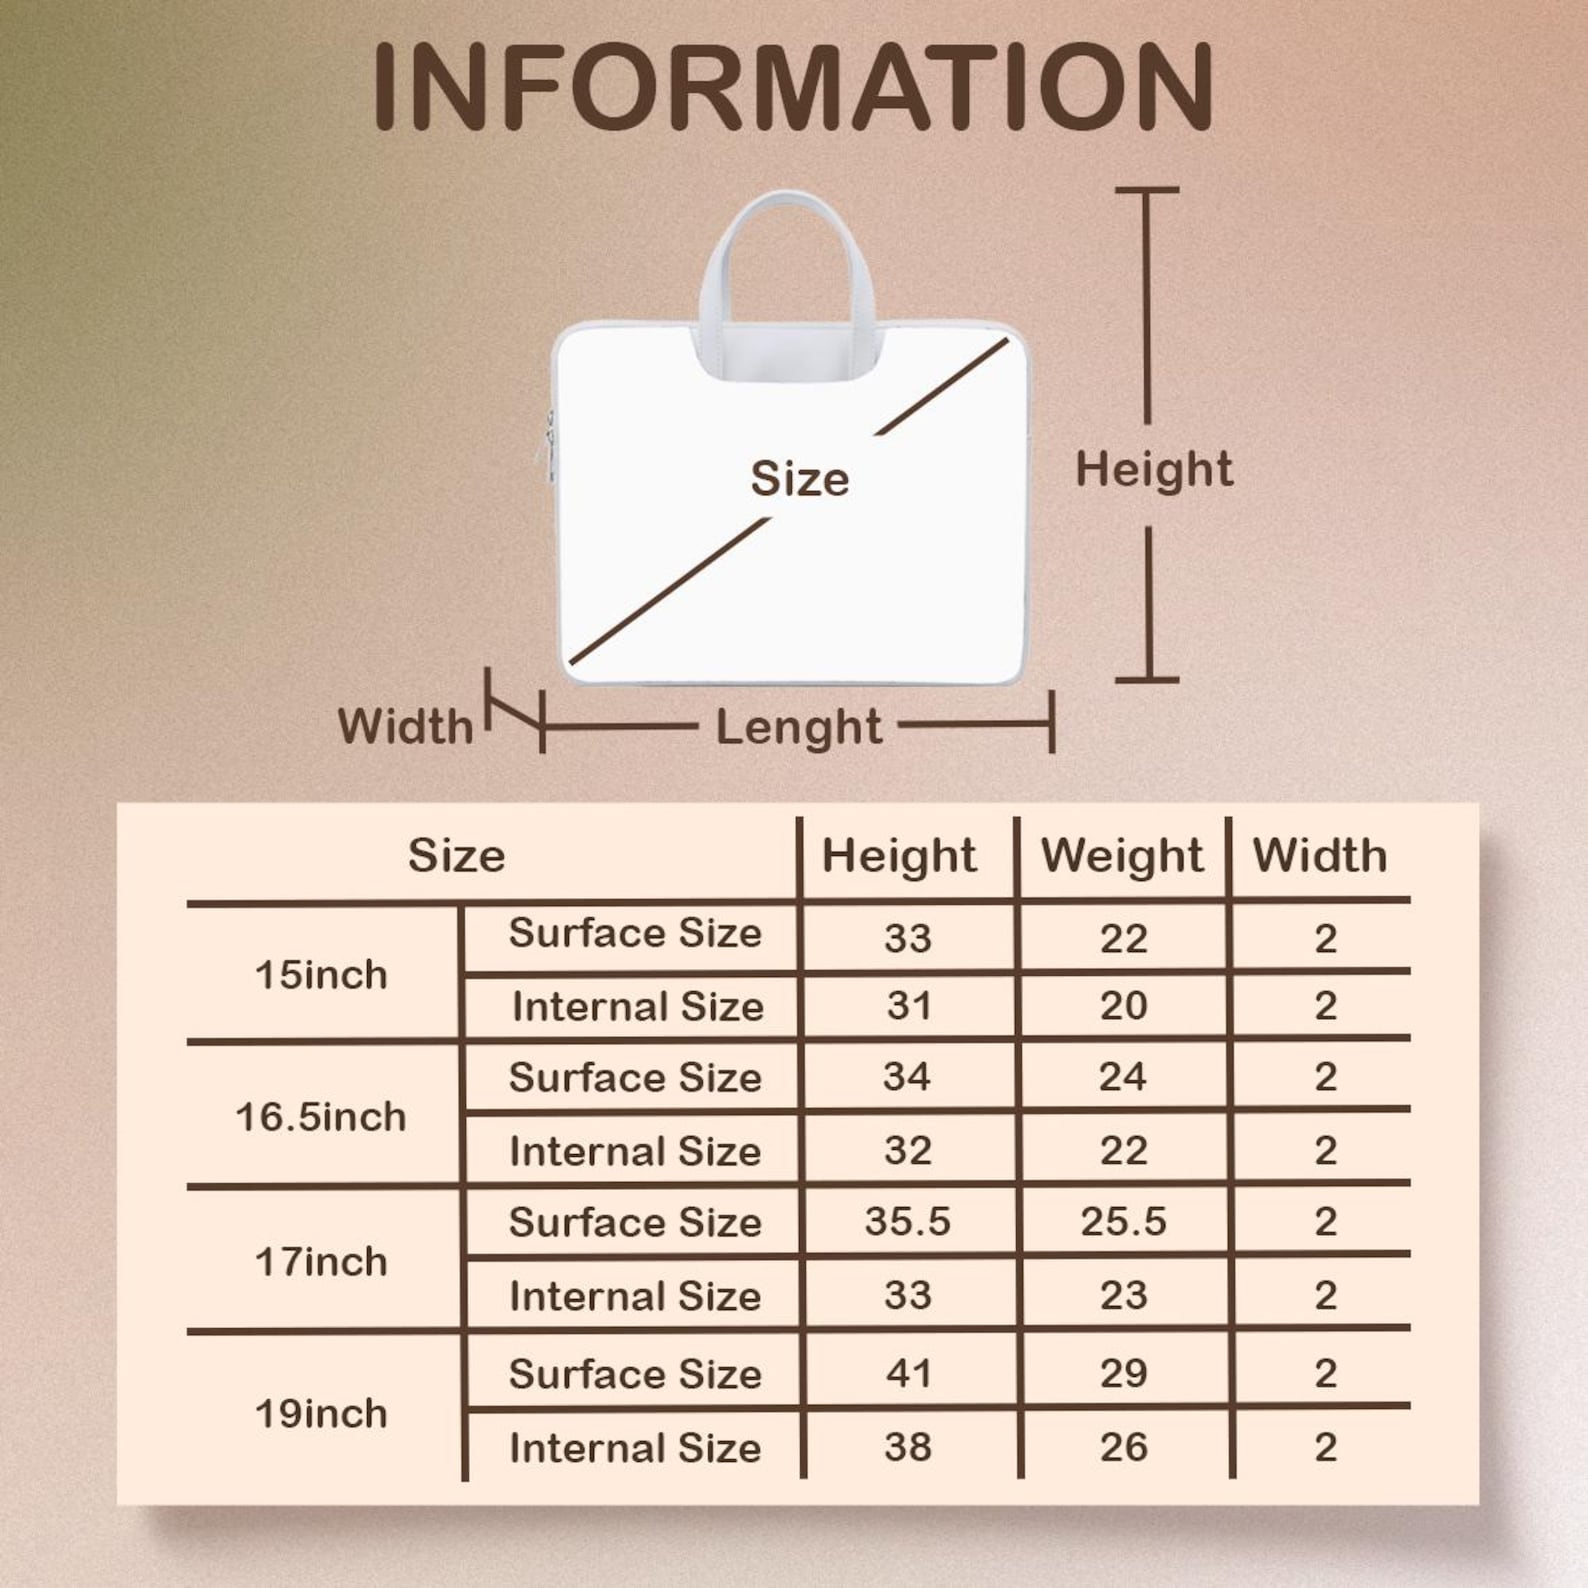 INFORMATION
Size
Height
Width
Lenght
Size Height Weight Width
15inch
Surface Size 33 22 2
Internal Size 31 20 2
16.5inch
Surface Size 34 24 2
Internal Size 32 22 2
17inch
Surface Size 35.5 25.5 2
Internal Size 33 23 2
19inch
Surface Size 41 29 2
Internal Size 38 26 2